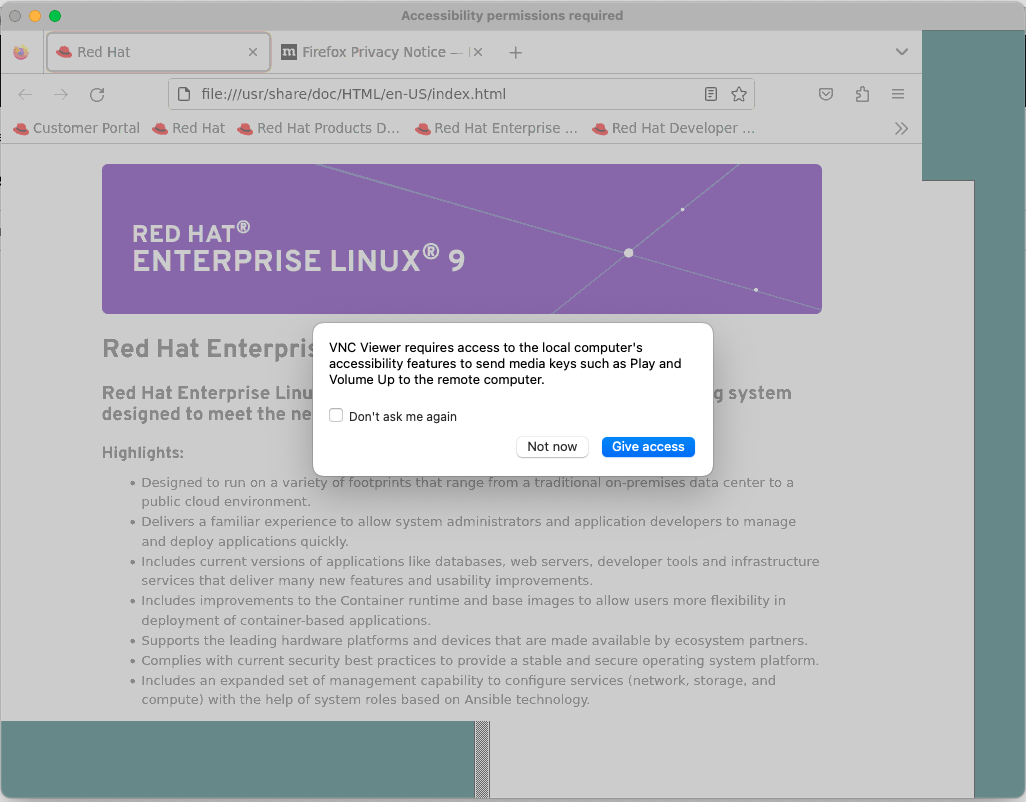 Accessibility permissions required
Red Hat
m Firefox Privacy Notice —
file:///usr/share/doc/HTML/en-US/index.html
Customer Portal Red Hat Red Hat Products D... Red Hat Enterprise ... Red Hat Developer ...
RED HAT®
ENTERPRISE LINUX® 9
Red Hat Enterpris
Red Hat Enterprise Linu g system
designed to meet the ne
VNC Viewer requires access to the local computer's
accessibility features to send media keys such as Play and
Volume Up to the remote computer.
Don't ask me again
Not now Give access
Highlights:
• Designed to run on a variety of footprints that range from a traditional on-premises data center to a
public cloud environment.
• Delivers a familiar experience to allow system administrators and application developers to manage
and deploy applications quickly.
• Includes current versions of applications like databases, web servers, developer tools and infrastructure
services that deliver many new features and usability improvements.
• Includes improvements to the Container runtime and base images to allow users more flexibility in
deployment of container-based applications.
• Supports the leading hardware platforms and devices that are made available by ecosystem partners.
• Complies with current security best practices to provide a stable and secure operating system platform.
• Includes an expanded set of management capability to configure services (network, storage, and
compute) with the help of system roles based on Ansible technology.